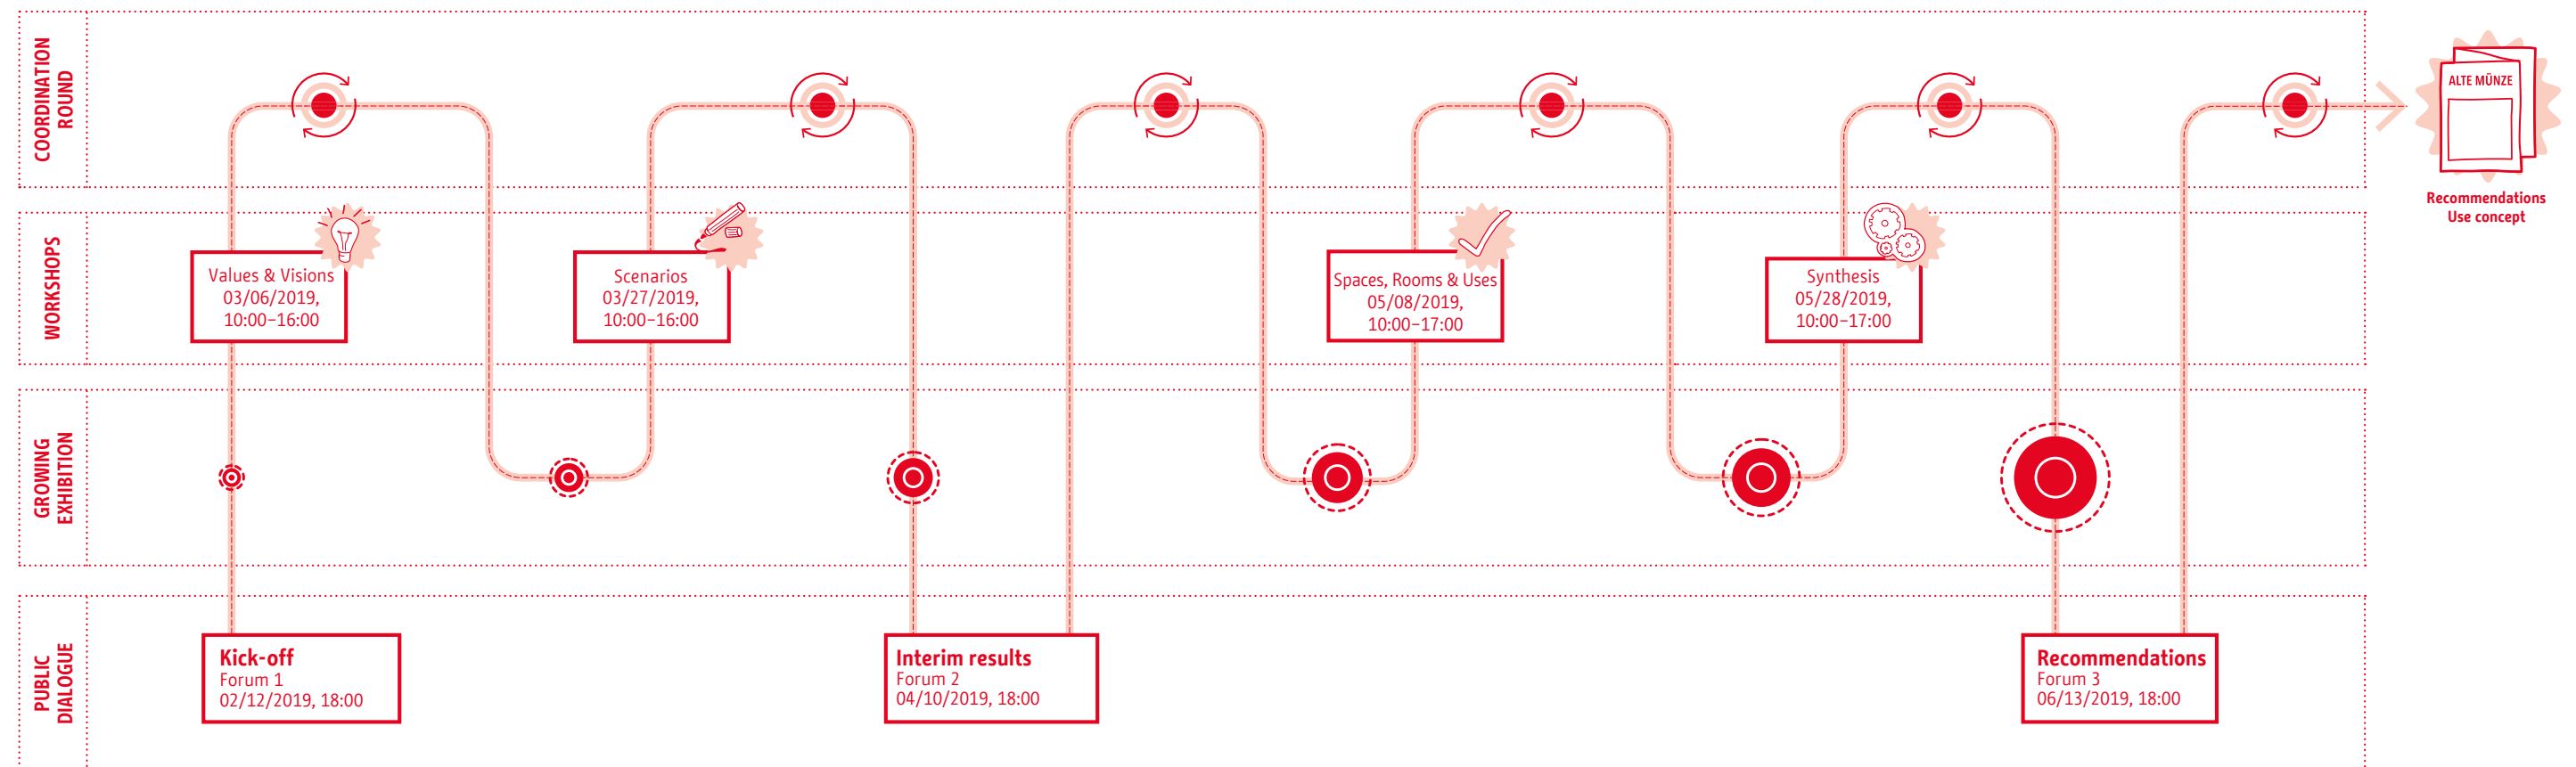 COORDINATION
ROUND
ALTE MÜNZE
Recommendations
Use concept
WORKSHOPS
Values & Visions
03/06/2019,
10:00–16:00
Scenarios
03/27/2019,
10:00–16:00
Spaces, Rooms & Uses
05/08/2019,
10:00–17:00
Synthesis
05/28/2019,
10:00–17:00
GROWING
EXHIBITION
PUBLIC
DIALOGUE
Kick-off
Forum 1
02/12/2019, 18:00
Interim results
Forum 2
04/10/2019, 18:00
Recommendations
Forum 3
06/13/2019, 18:00